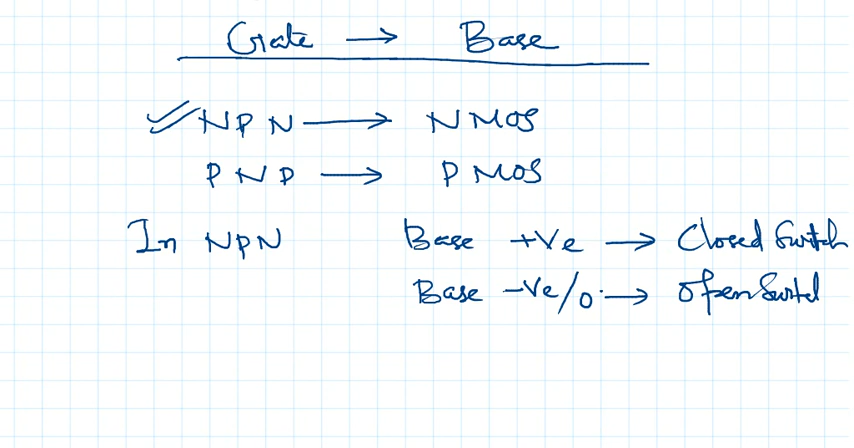 Gate → Base
NPN → NMOS
PNP → PMOS
In NPN Base +Ve → Closed Switch
Base -Ve/0 → Open Switch